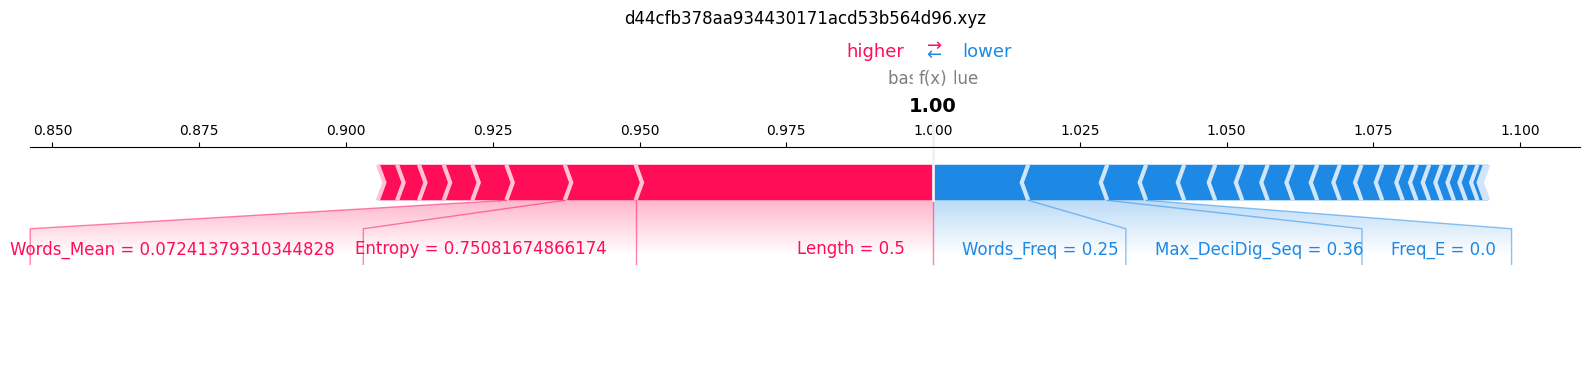 d44cfb378aa934430171acd53b564d96.xyz
higher ⇄ lower
f(x) lue
1.00
0.850 0.875 0.900 0.925 0.950 0.975 1.000 1.025 1.050 1.075 1.100
Words_Mean = 0.07241379310344828 Entropy = 0.75081674866174 Length = 0.5 Words_Freq = 0.25 Max_DeciDig_Seq = 0.36 Freq_E = 0.0